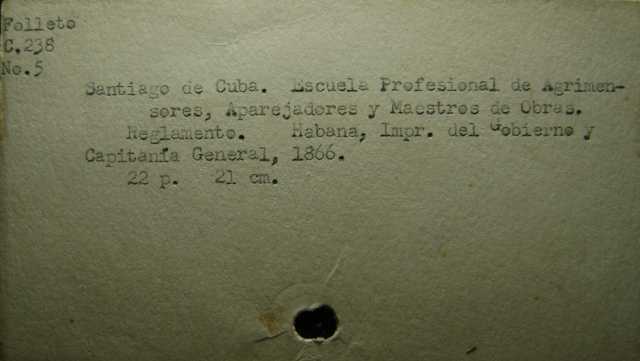 Folleto
C.238
No.5
Santiago de Cuba. Escuela Profesional de Agrimen-
sores, Aparejadores y Maestros de Obras.
Reglamento. Habana, Impr. del Gobierno y
Capitanía General, 1866.
22 p. 21 cm.